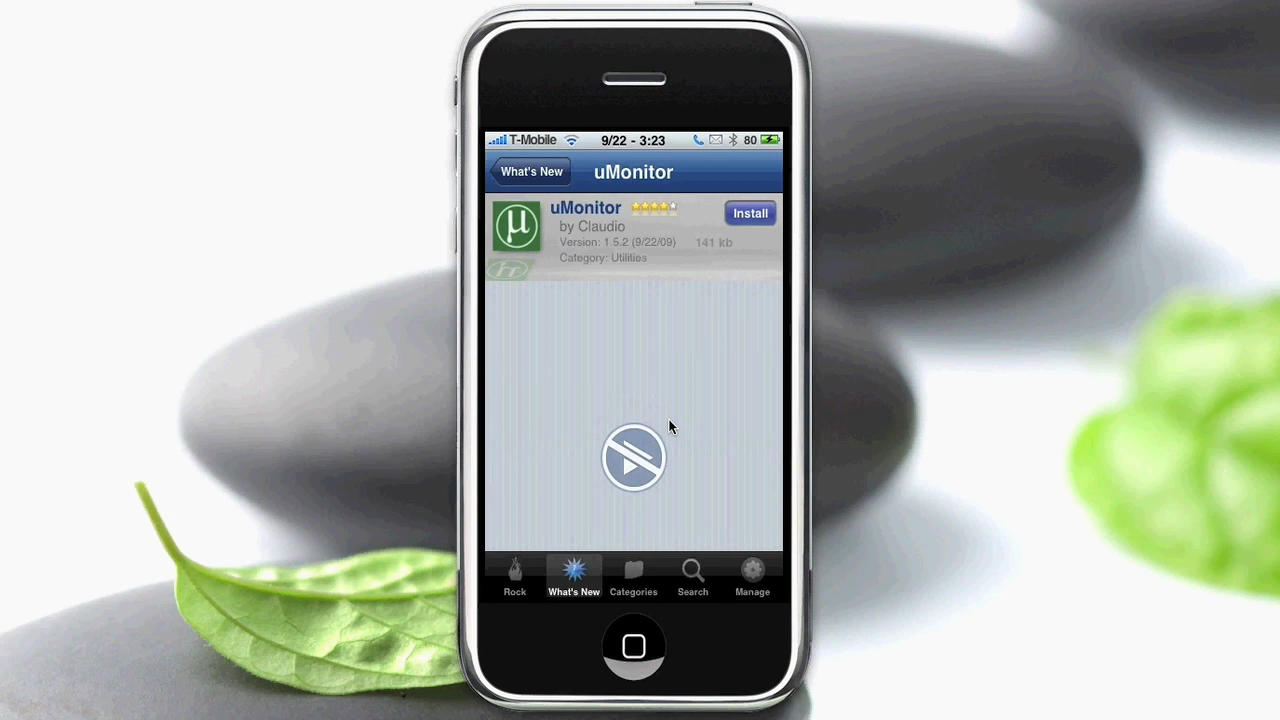 T-Mobile 9/22 - 3:23 80
What's New uMonitor
uMonitor Install
by Claudio
Version: 1.5.2 (9/22/09) 141 kb
Category: Utilities
µ
Rock What's New Categories Search Manage